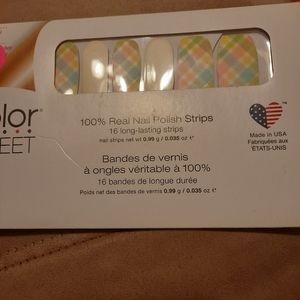 olor
EET
100% Real Nail Polish Strips
16 long-lasting strips
nail strips net wt 0.99 g / 0.035 oz ℮
Bandes de vernis
à ongles véritable à 100%
16 bandes de longue durée
Poids net des bandes de vernis 0.99 g / 0.035 oz ℮
Made in USA
Fabriquées aux
ÉTATS-UNIS